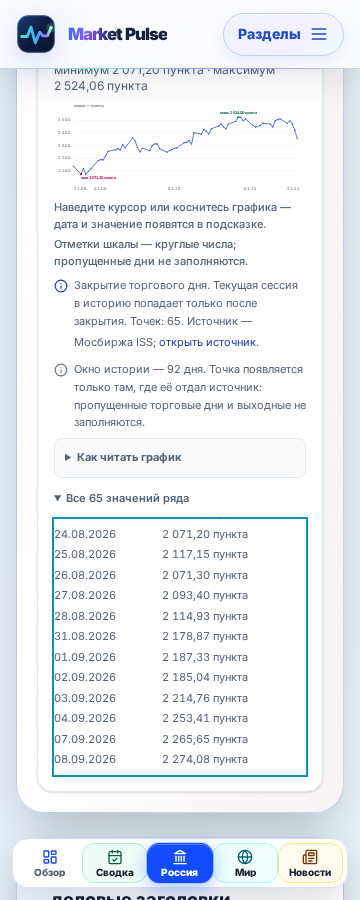 Market Pulse
Разделы
минимум 2 071,20 пункта · максимум
2 524,06 пункта
Наведите курсор или коснитесь графика —
дата и значение появятся в подсказке.
Отметки шкалы — круглые числа;
пропущенные дни не заполняются.
Закрытие торгового дня. Текущая сессия
в историю попадает только после
закрытия. Точек: 65. Источник —
Мосбиржа ISS; открыть источник.
Окно истории — 92 дня. Точка появляется
только там, где её отдал источник:
пропущенные торговые дни и выходные не
заполняются.
Как читать график
Все 65 значений ряда
24.08.2026 2 071,20 пункта
25.08.2026 2 117,15 пункта
26.08.2026 2 071,30 пункта
27.08.2026 2 093,40 пункта
28.08.2026 2 114,93 пункта
31.08.2026 2 178,87 пункта
01.09.2026 2 187,33 пункта
02.09.2026 2 185,04 пункта
03.09.2026 2 214,76 пункта
04.09.2026 2 253,41 пункта
07.09.2026 2 265,65 пункта
08.09.2026 2 274,08 пункта
Обзор
Сводка
Россия
Мир
Новости